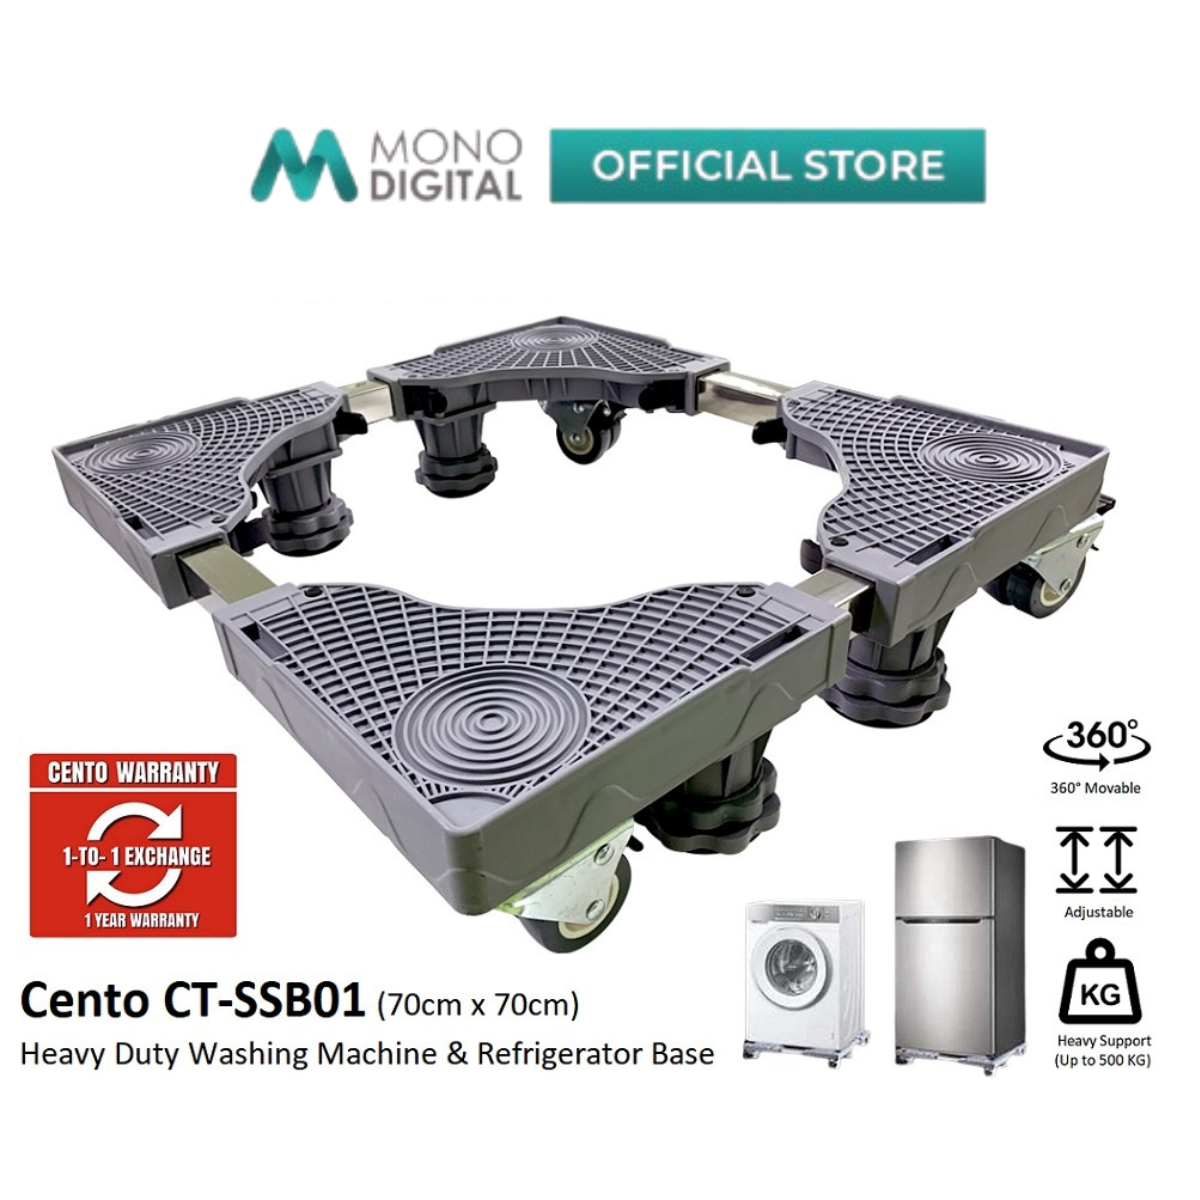 MONO
DIGITAL
OFFICIAL STORE
CENTO WARRANTY
1-TO- 1 EXCHANGE
1 YEAR WARRANTY
360°
360° Movable
Adjustable
KG
Heavy Support
(Up to 500 KG)
Cento CT-SSB01 (70cm x 70cm)
Heavy Duty Washing Machine & Refrigerator Base